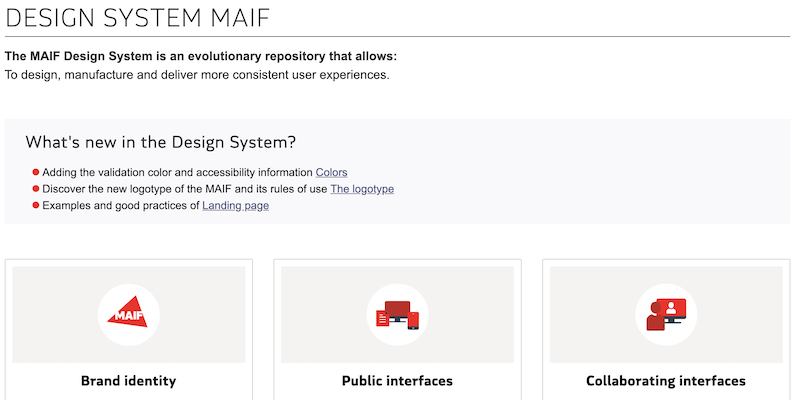 DESIGN SYSTEM MAIF
The MAIF Design System is an evolutionary repository that allows:
To design, manufacture and deliver more consistent user experiences.
What's new in the Design System?
Adding the validation color and accessibility information Colors
Discover the new logotype of the MAIF and its rules of use The logotype
Examples and good practices of Landing page
MAIF
Brand identity
Public interfaces
Collaborating interfaces